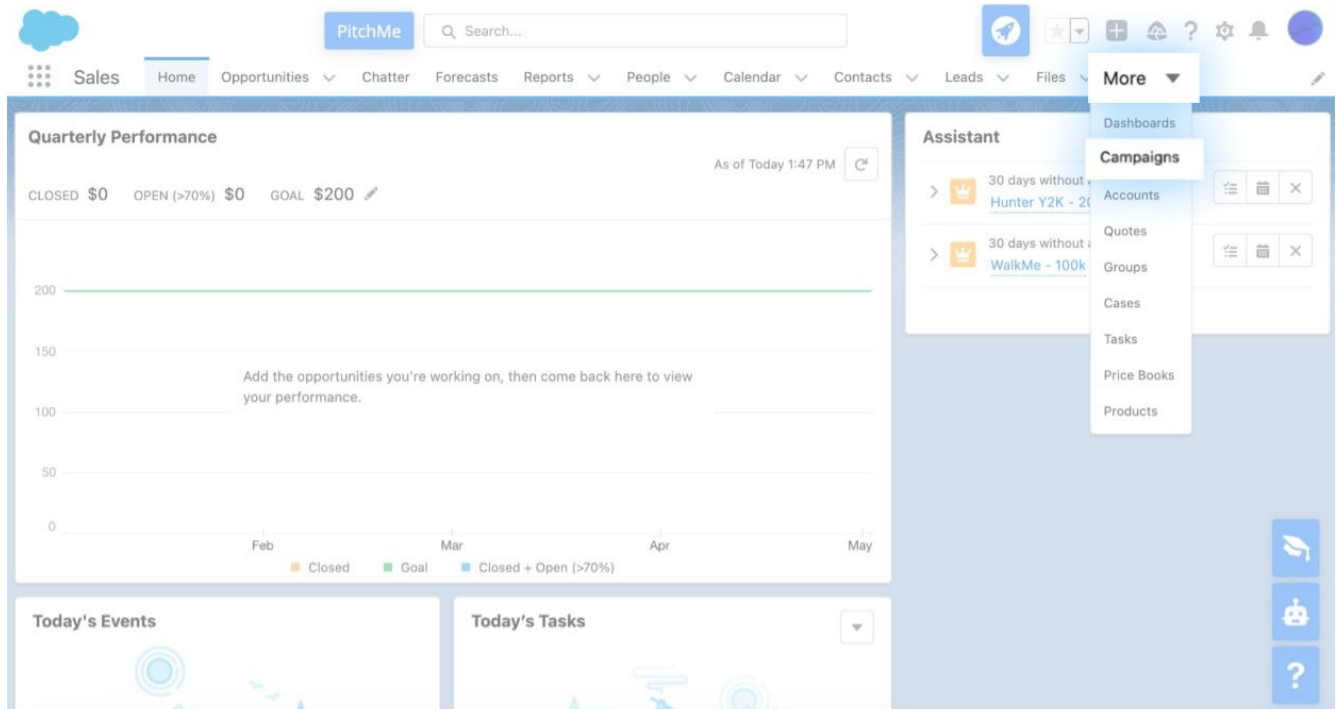 PitchMe
Search...
Sales Home Opportunities Chatter Forecasts Reports People Calendar Contacts Leads Files More
Quarterly Performance
As of Today 1:47 PM
CLOSED $0 OPEN (>70%) $0 GOAL $200
200
150
100
50
0
Add the opportunities you're working on, then come back here to view
your performance.
Feb Mar Apr May
Closed Goal Closed + Open (>70%)
Assistant
30 days without
Hunter Y2K - 20
30 days without
WalkMe - 100k
Dashboards
Campaigns
Accounts
Quotes
Groups
Cases
Tasks
Price Books
Products
Today's Events
Today's Tasks
?